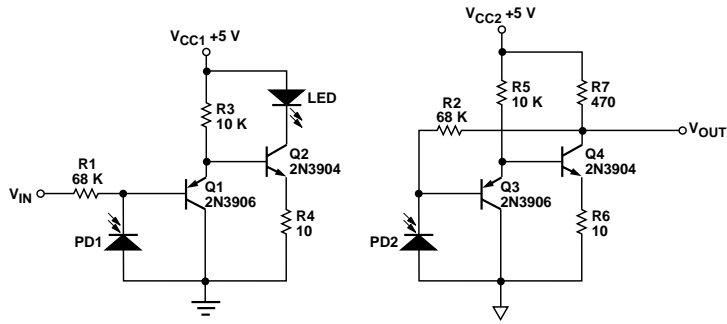 VCC1 +5 V
VCC2 +5 V
R3
10 K
LED
R5
10 K
R7
470
R2
68 K
VOUT
R1
68 K
Q2
2N3904
Q4
2N3904
VIN
Q1
2N3906
Q3
2N3906
R4
10
R6
10
PD1
PD2